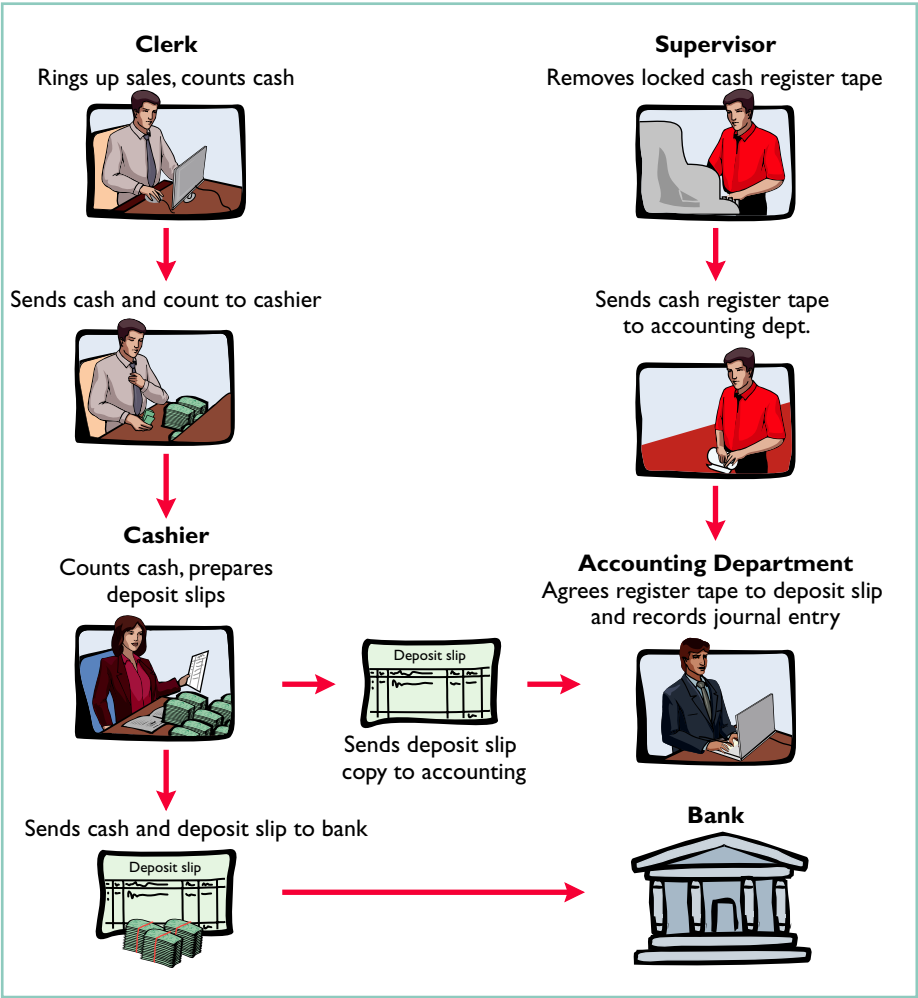 Clerk
Rings up sales, counts cash
Supervisor
Removes locked cash register tape
Sends cash and count to cashier
Sends cash register tape
to accounting dept.
Cashier
Counts cash, prepares
deposit slips
Accounting Department
Agrees register tape to deposit slip
and records journal entry
Deposit slip
Sends deposit slip
copy to accounting
Sends cash and deposit slip to bank
Deposit slip
Bank